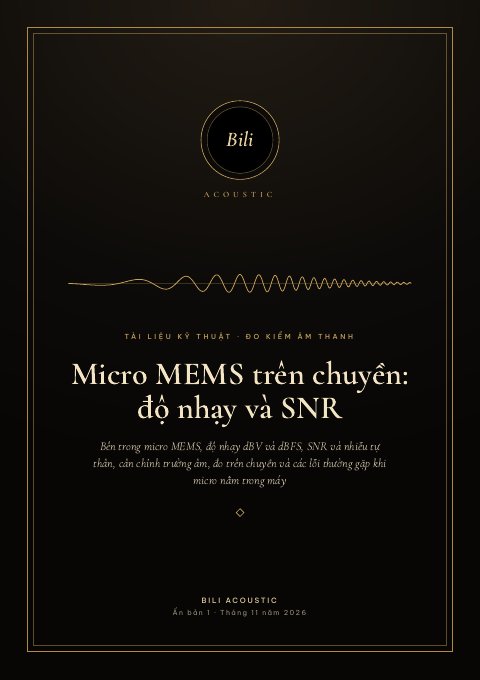 Bili
ACOUSTIC
TÀI LIỆU KỸ THUẬT · ĐO KIỂM ÂM THANH
Micro MEMS trên chuyền:
độ nhạy và SNR
Bên trong micro MEMS, độ nhạy dBV và dBFS, SNR và nhiễu tự
thân, cân chỉnh trường âm, đo trên chuyền và các lỗi thường gặp khi
micro nằm trong máy
BILI ACOUSTIC
Ấn bản 1 · Tháng 11 năm 2026